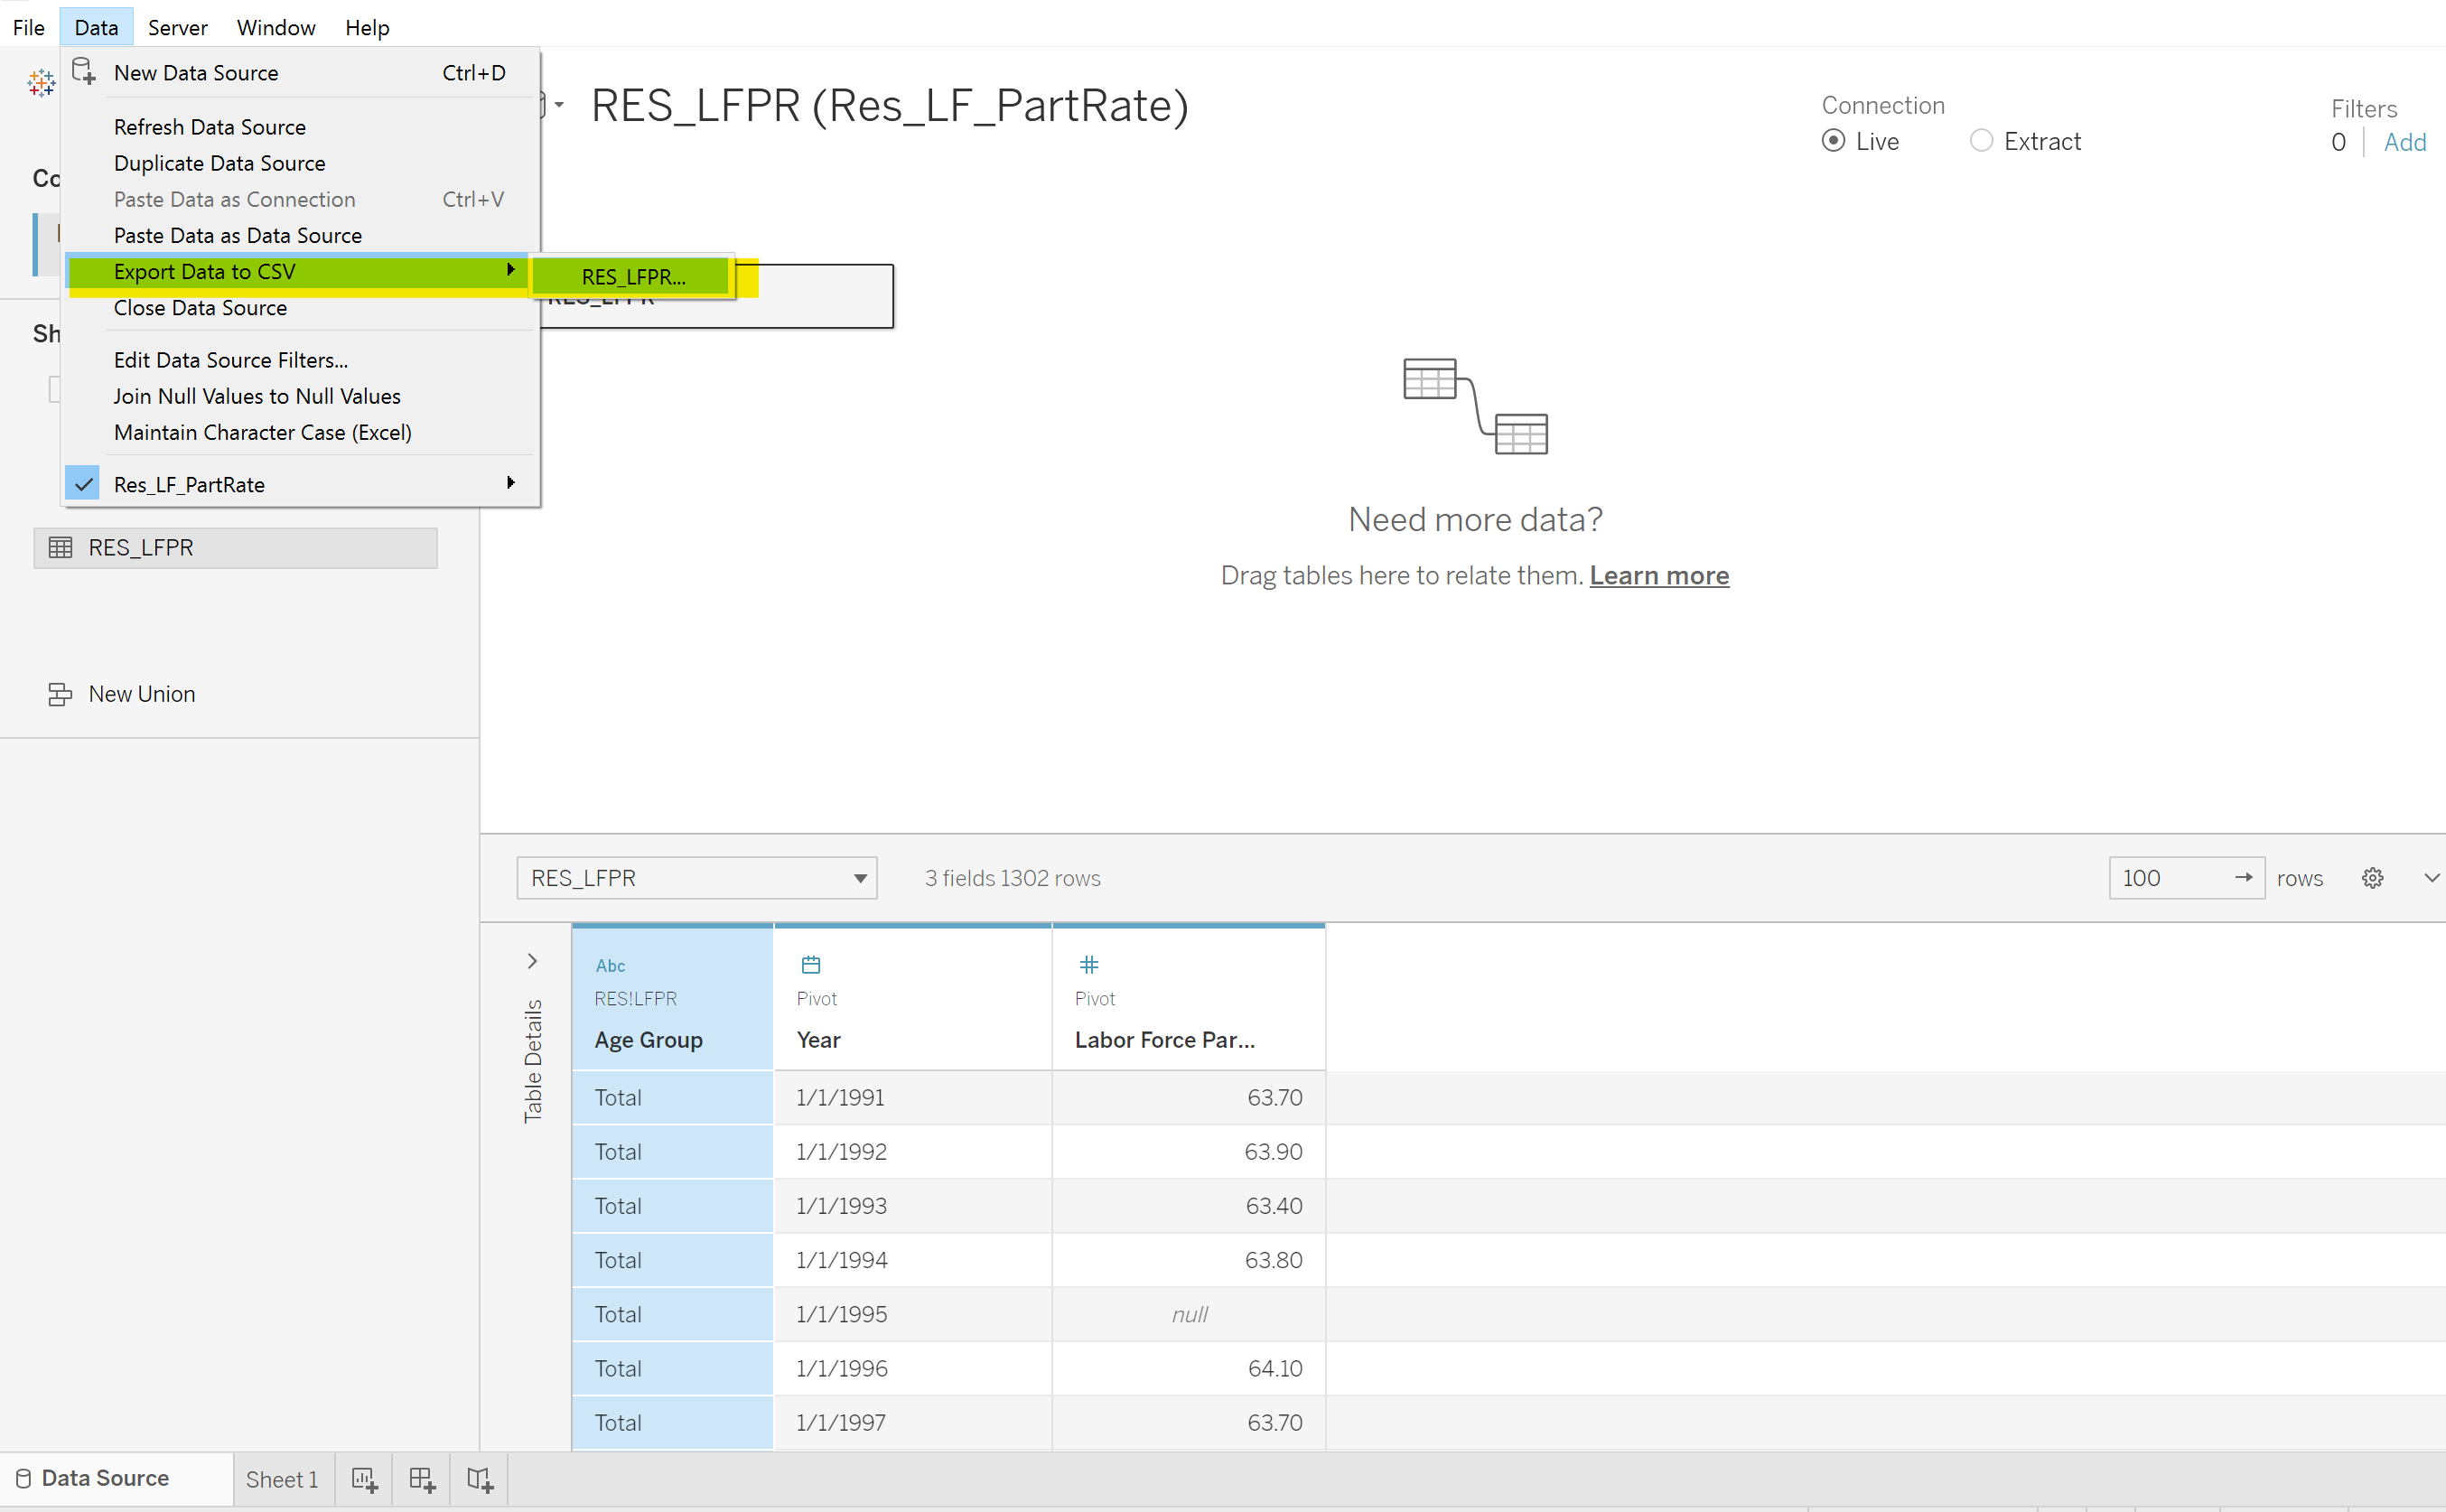 File Data Server Window Help
New Data Source Ctrl+D
Refresh Data Source
Duplicate Data Source
Paste Data as Connection Ctrl+V
Paste Data as Data Source
Export Data to CSV
RES_LFPR...
Close Data Source
Edit Data Source Filters...
Join Null Values to Null Values
Maintain Character Case (Excel)
Res_LF_PartRate
Co
Sh
RES_LFPR
New Union
RES_LFPR (Res_LF_PartRate)
Connection
Live Extract
Filters
0 Add
RES_LFPR
Need more data?
Drag tables here to relate them. Learn more
RES_LFPR 3 fields 1302 rows 100 rows
Table Details
Abc
RES!LFPR Pivot Pivot
Age Group Year Labor Force Par...
Total 1/1/1991 63.70
Total 1/1/1992 63.90
Total 1/1/1993 63.40
Total 1/1/1994 63.80
Total 1/1/1995 null
Total 1/1/1996 64.10
Total 1/1/1997 63.70
Data Source Sheet 1